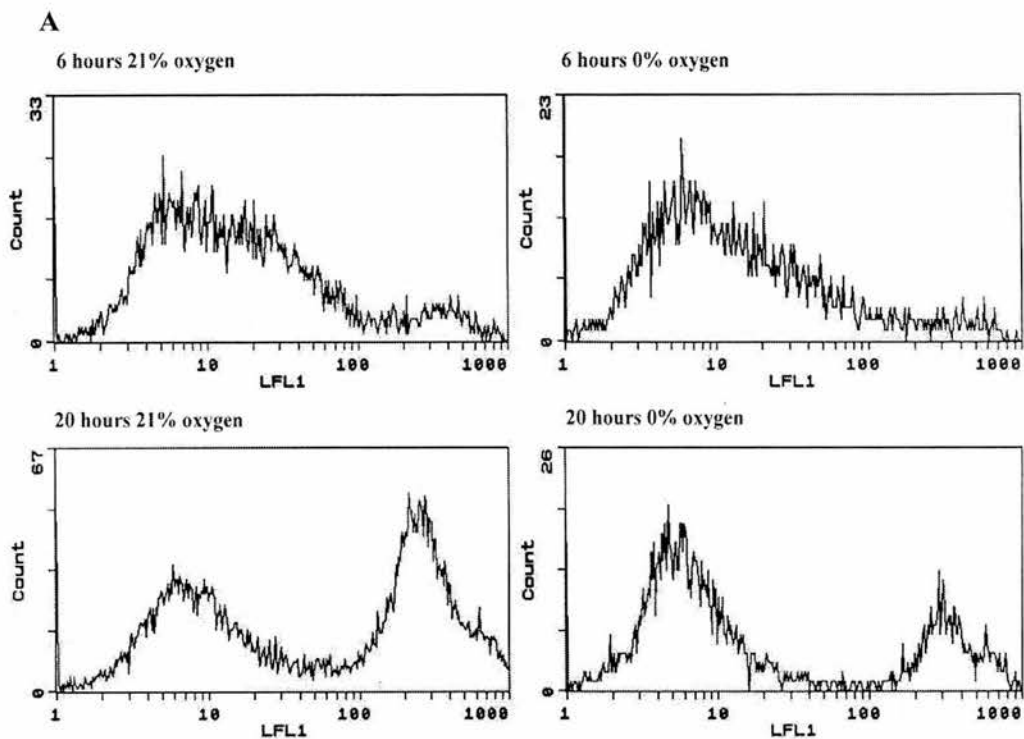 A
6 hours 21% oxygen
33
Count
0
1 10 100 1000
LFL1
6 hours 0% oxygen
23
Count
0
1 10 100 1000
LFL1
20 hours 21% oxygen
67
Count
0
1 10 100 1000
LFL1
20 hours 0% oxygen
26
Count
0
1 10 100 1000
LFL1